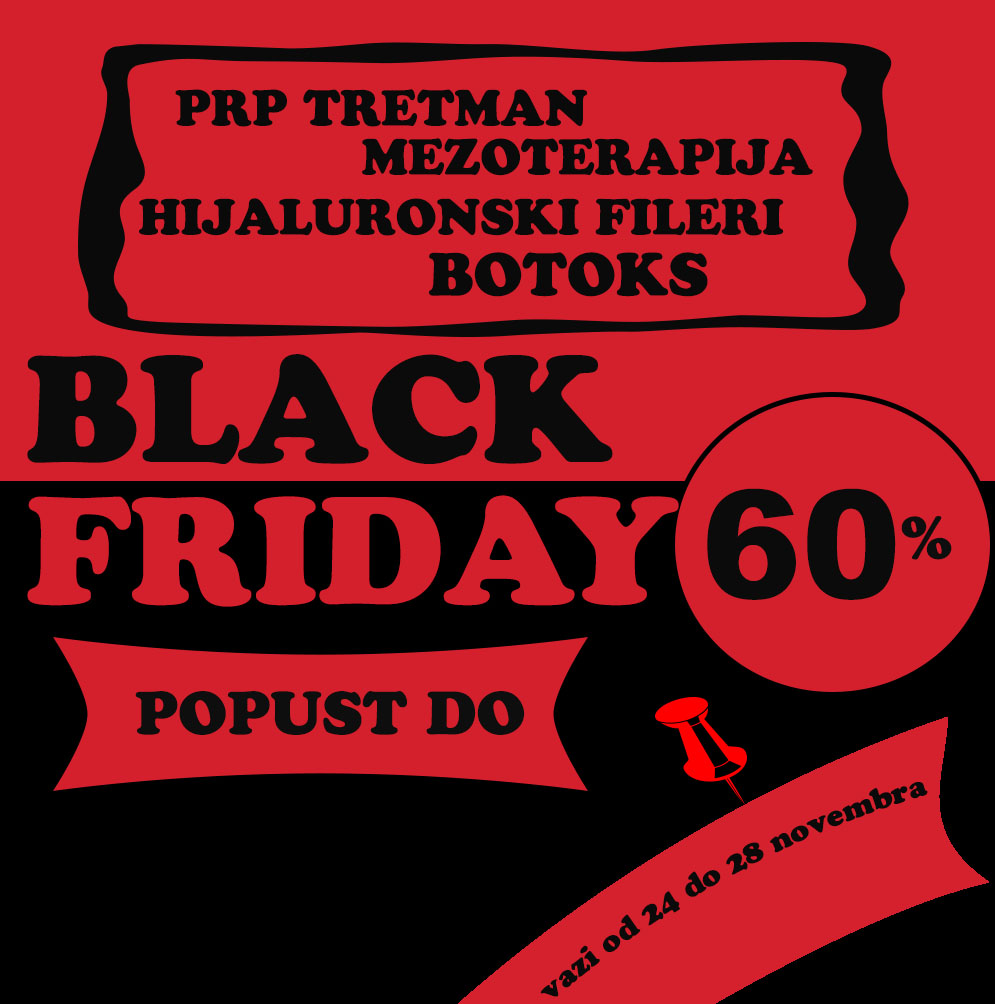 PRP TRETMAN
MEZOTERAPIJA
HIJALURONSKI FILERI
BOTOKS
BLACK
FRIDAY
60%
POPUST DO
vazi od 24 do 28 novembra